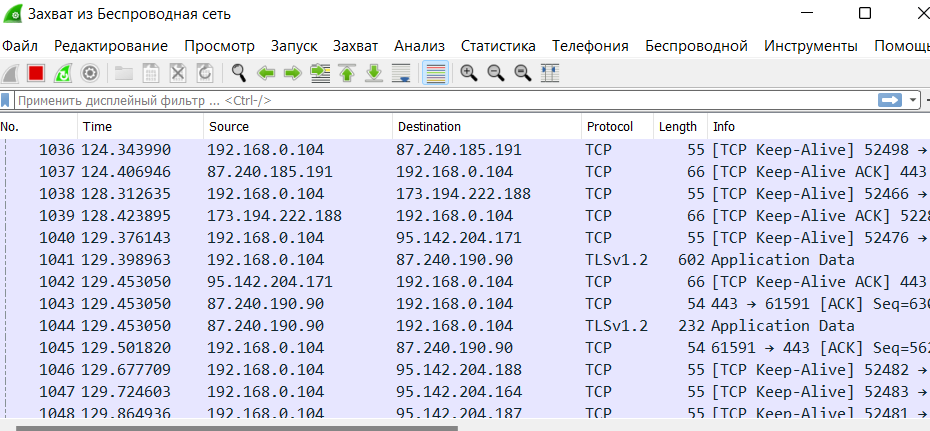 Захват из Беспроводная сеть
Файл Редактирование Просмотр Запуск Захват Анализ Статистика Телефония Беспроводной Инструменты Помощь
Применить дисплейный фильтр ... <Ctrl-/>
No. Time Source Destination Protocol Length Info
1036 124.343990 192.168.0.104 87.240.185.191 TCP 55 [TCP Keep-Alive] 52498 →
1037 124.406946 87.240.185.191 192.168.0.104 TCP 66 [TCP Keep-Alive ACK] 443
1038 128.312635 192.168.0.104 173.194.222.188 TCP 55 [TCP Keep-Alive] 52466 →
1039 128.423895 173.194.222.188 192.168.0.104 TCP 66 [TCP Keep-Alive ACK] 5228
1040 129.376143 192.168.0.104 95.142.204.171 TCP 55 [TCP Keep-Alive] 52476 →
1041 129.398963 192.168.0.104 87.240.190.90 TLSv1.2 602 Application Data
1042 129.453050 95.142.204.171 192.168.0.104 TCP 66 [TCP Keep-Alive ACK] 443
1043 129.453050 87.240.190.90 192.168.0.104 TCP 54 443 → 61591 [ACK] Seq=630
1044 129.453050 87.240.190.90 192.168.0.104 TLSv1.2 232 Application Data
1045 129.501820 192.168.0.104 87.240.190.90 TCP 54 61591 → 443 [ACK] Seq=562
1046 129.677709 192.168.0.104 95.142.204.188 TCP 55 [TCP Keep-Alive] 52482 →
1047 129.724603 192.168.0.104 95.142.204.164 TCP 55 [TCP Keep-Alive] 52483 →
1048 129.864936 192.168.0.104 95.142.204.187 TCP 55 [TCP Keep-Alive] 52481 →